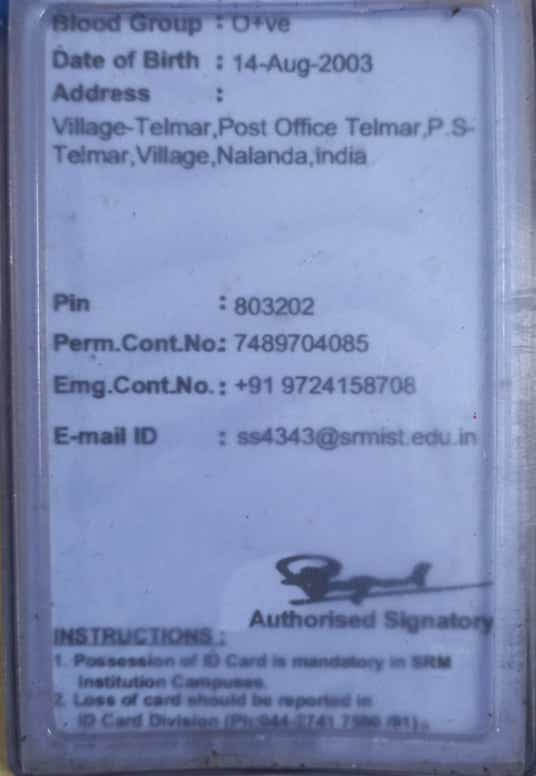 Blood Group : O+ve
Date of Birth : 14-Aug-2003
Address :
Village-Telmar,Post Office Telmar,P.S-
Telmar,Village,Nalanda,India
Pin : 803202
Perm.Cont.No: 7489704085
Emg.Cont.No. : +91 9724158708
E-mail ID : ss4343@srmist.edu.in
Authorised Signatory
INSTRUCTIONS :
1. Possession of ID Card is mandatory in SRM
Institution Campuses.
2. Loss of card should be reported in
ID Card Division (Ph:044-2741